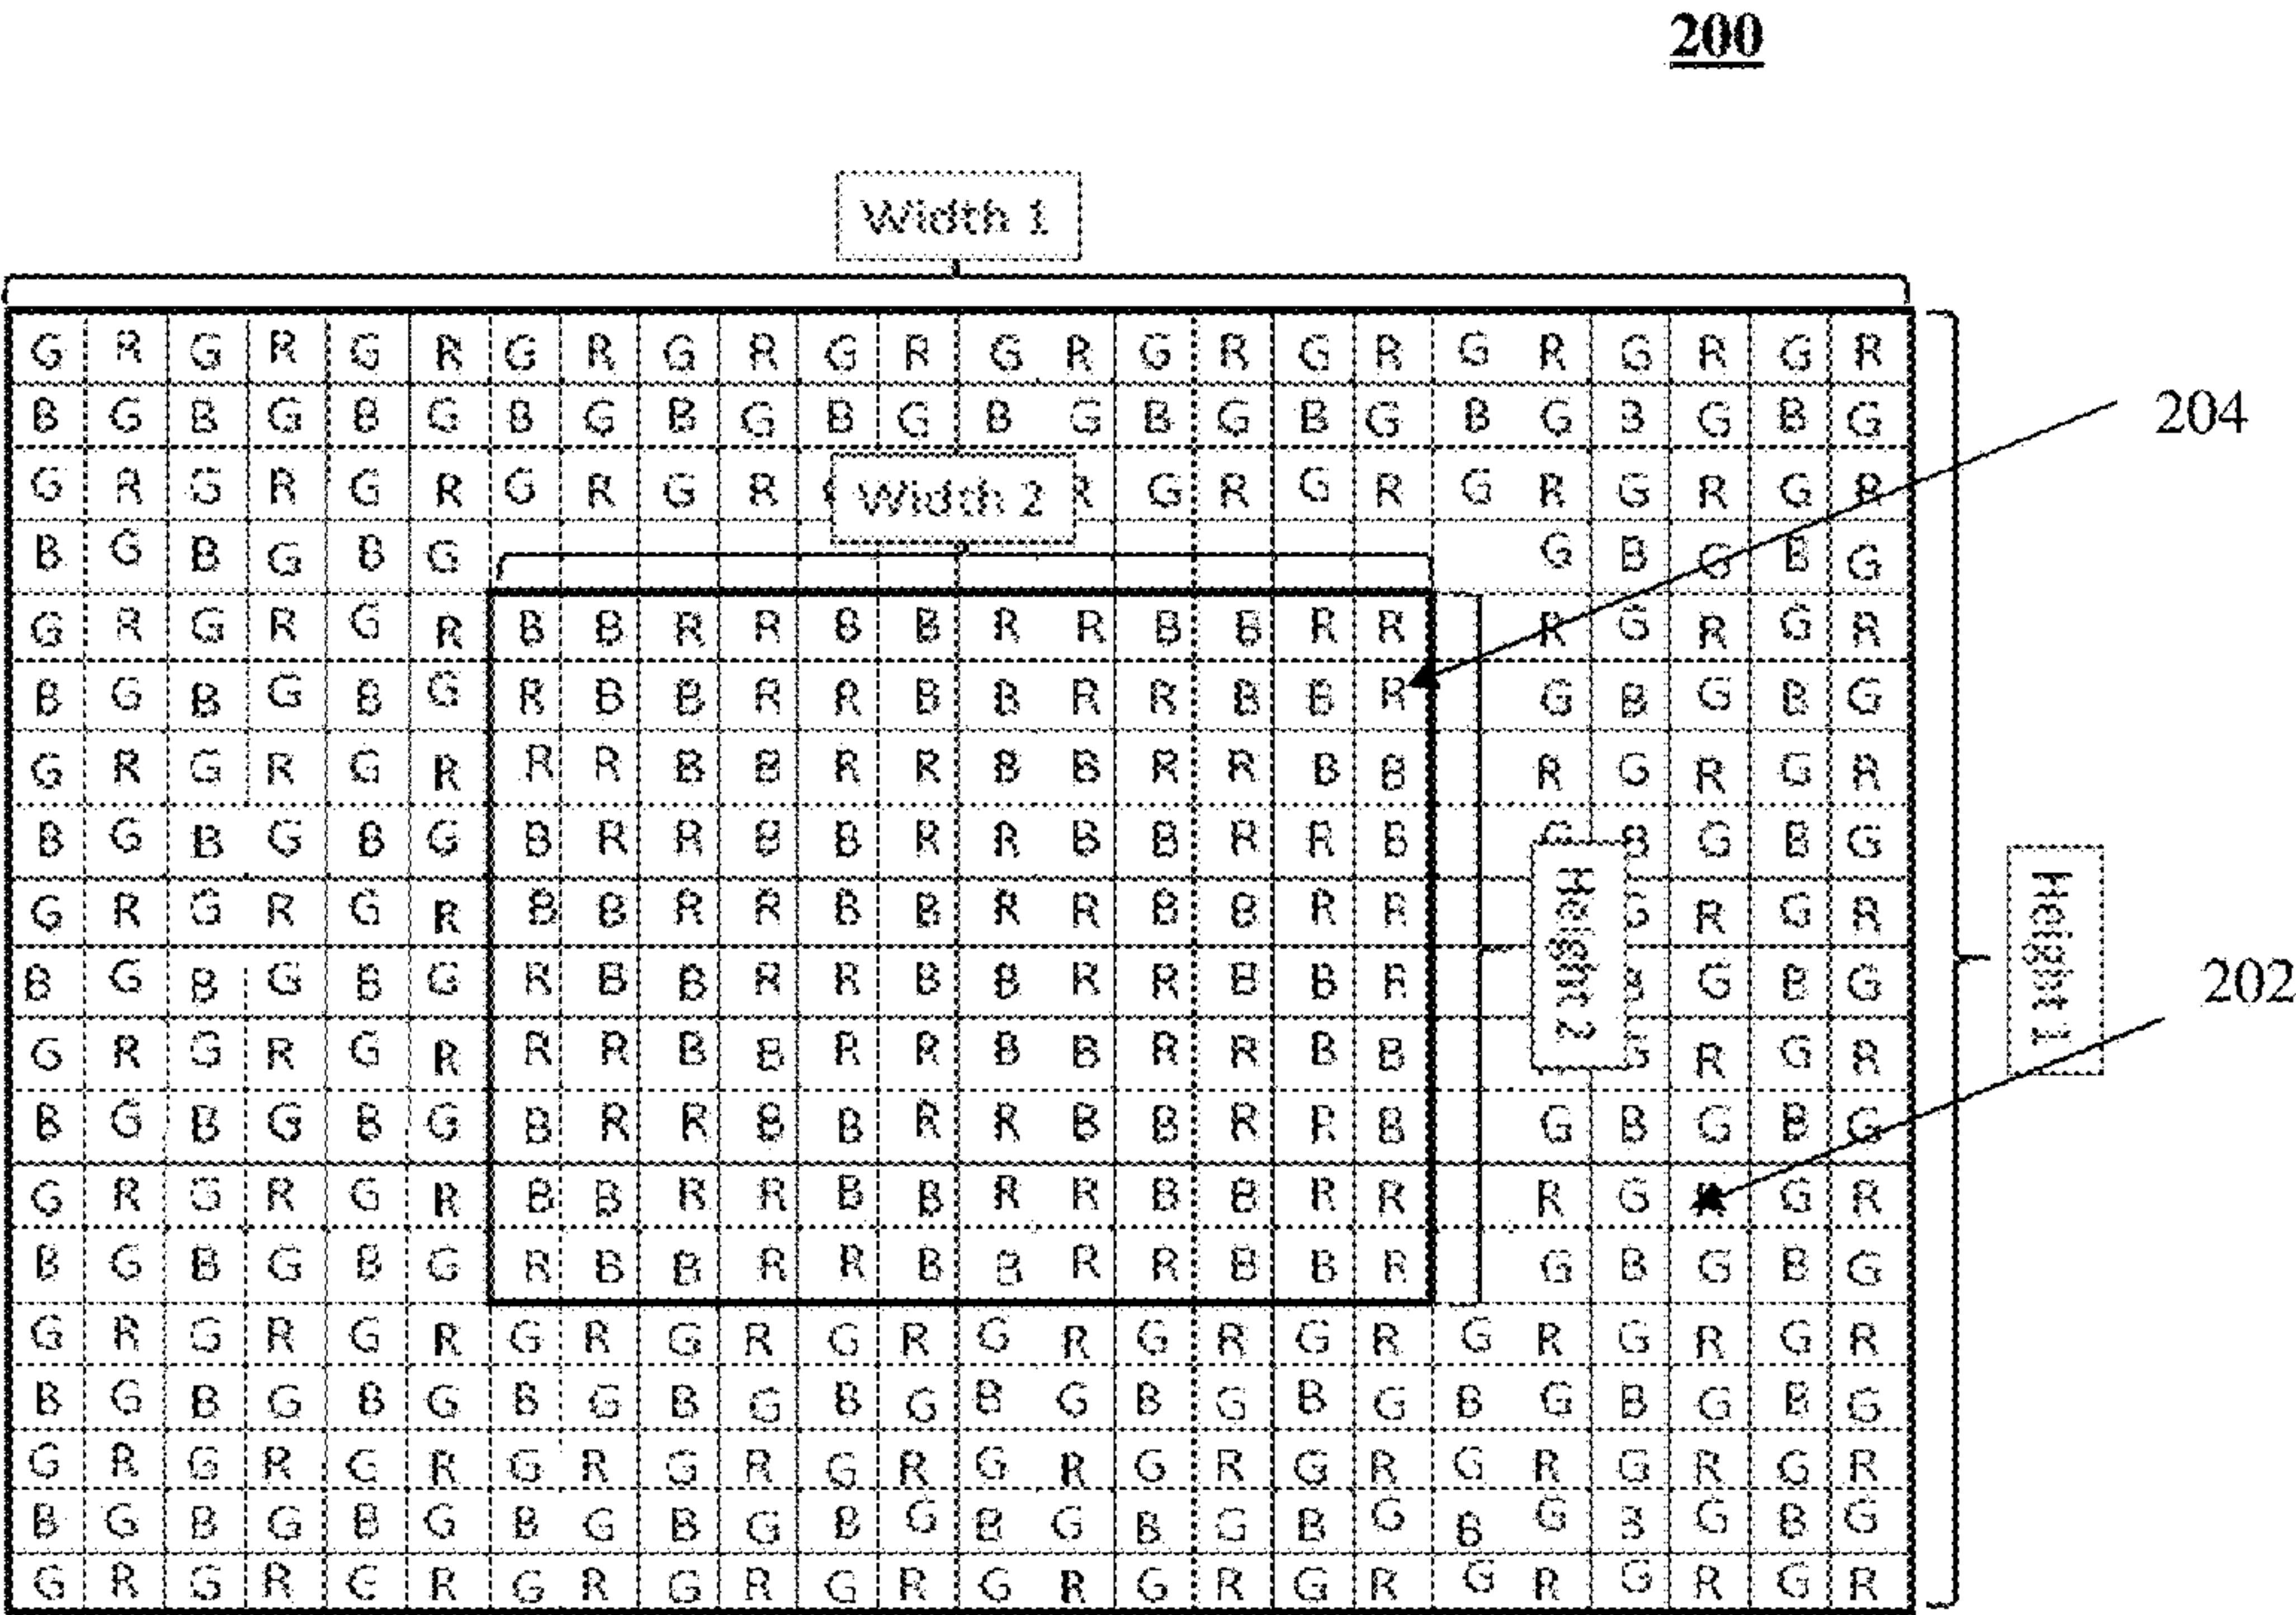 200
Width 1
G R G R G R G R G R G R G R G R G R G R G R G R
B G B G B G B G B G B G B G B G B G B G B G B G
204
G R G R G R G R G R Width 2 R G R G R G R G R G R
B G B G B G G B G B G
G R G R G R B B R R B B R R B B R R R G R G R
B G B G B G R B B R R B B R R B B R G B G B G
G R G R G R R R B B R R B B R R B B R G R G R
B G B G B G B R R B B R R B B R R B G B G B G
Height 2
Height 1
G R G R G R B B R R B B R R B B R R G R G R
B G B G B G R B B R R B B R R B B R B G B G
202
G R G R G R R R B B R R B B R R B B G R G R
B G B G B G B R R B B R R B B R R B G B G B G
G R G R G R B B R R B B R R B B R R R G R G R
B G B G B G R B B R R B B R R B B R G B G B G
G R G R G R G R G R G R G R G R G R G R G R G R
B G B G B G B G B G B G B G B G B G B G B G B G
G R G R G R G R G R G R G R G R G R G R G R G R
B G B G B G B G B G B G B G B G B G B G B G B G
G R G R G R G R G R G R G R G R G R G R G R G R